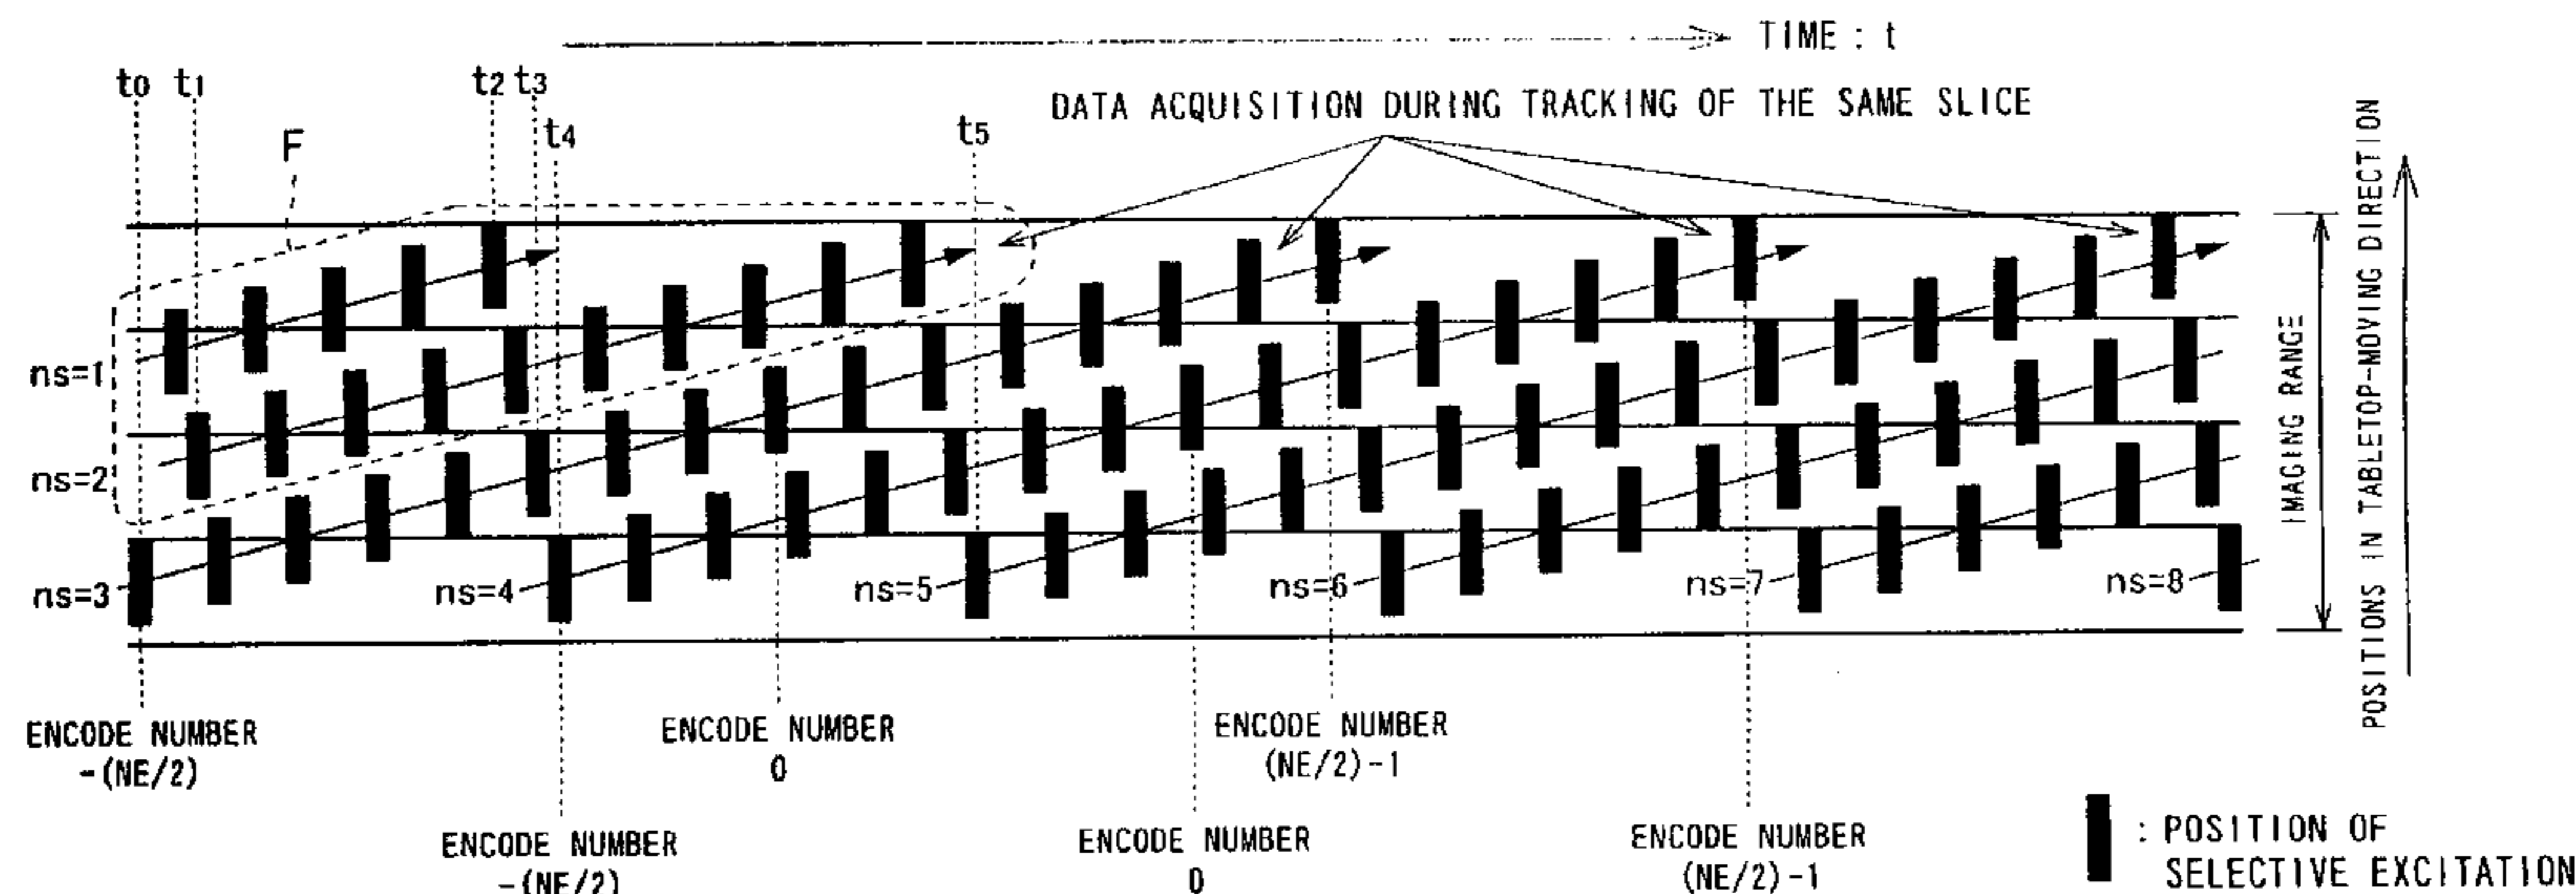 TIME : t
t0 t1 t2 t3
t4
t5
F
DATA ACQUISITION DURING TRACKING OF THE SAME SLICE
ns=1
ns=2
ns=3
ns=4
ns=5
ns=6
ns=7
ns=8
IMAGING RANGE
POSITIONS IN TABLETOP-MOVING DIRECTION
ENCODE NUMBER
-(NE/2)
ENCODE NUMBER
0
ENCODE NUMBER
(NE/2)-1
ENCODE NUMBER
-(NE/2)
ENCODE NUMBER
0
ENCODE NUMBER
(NE/2)-1
: POSITION OF
SELECTIVE EXCITATION